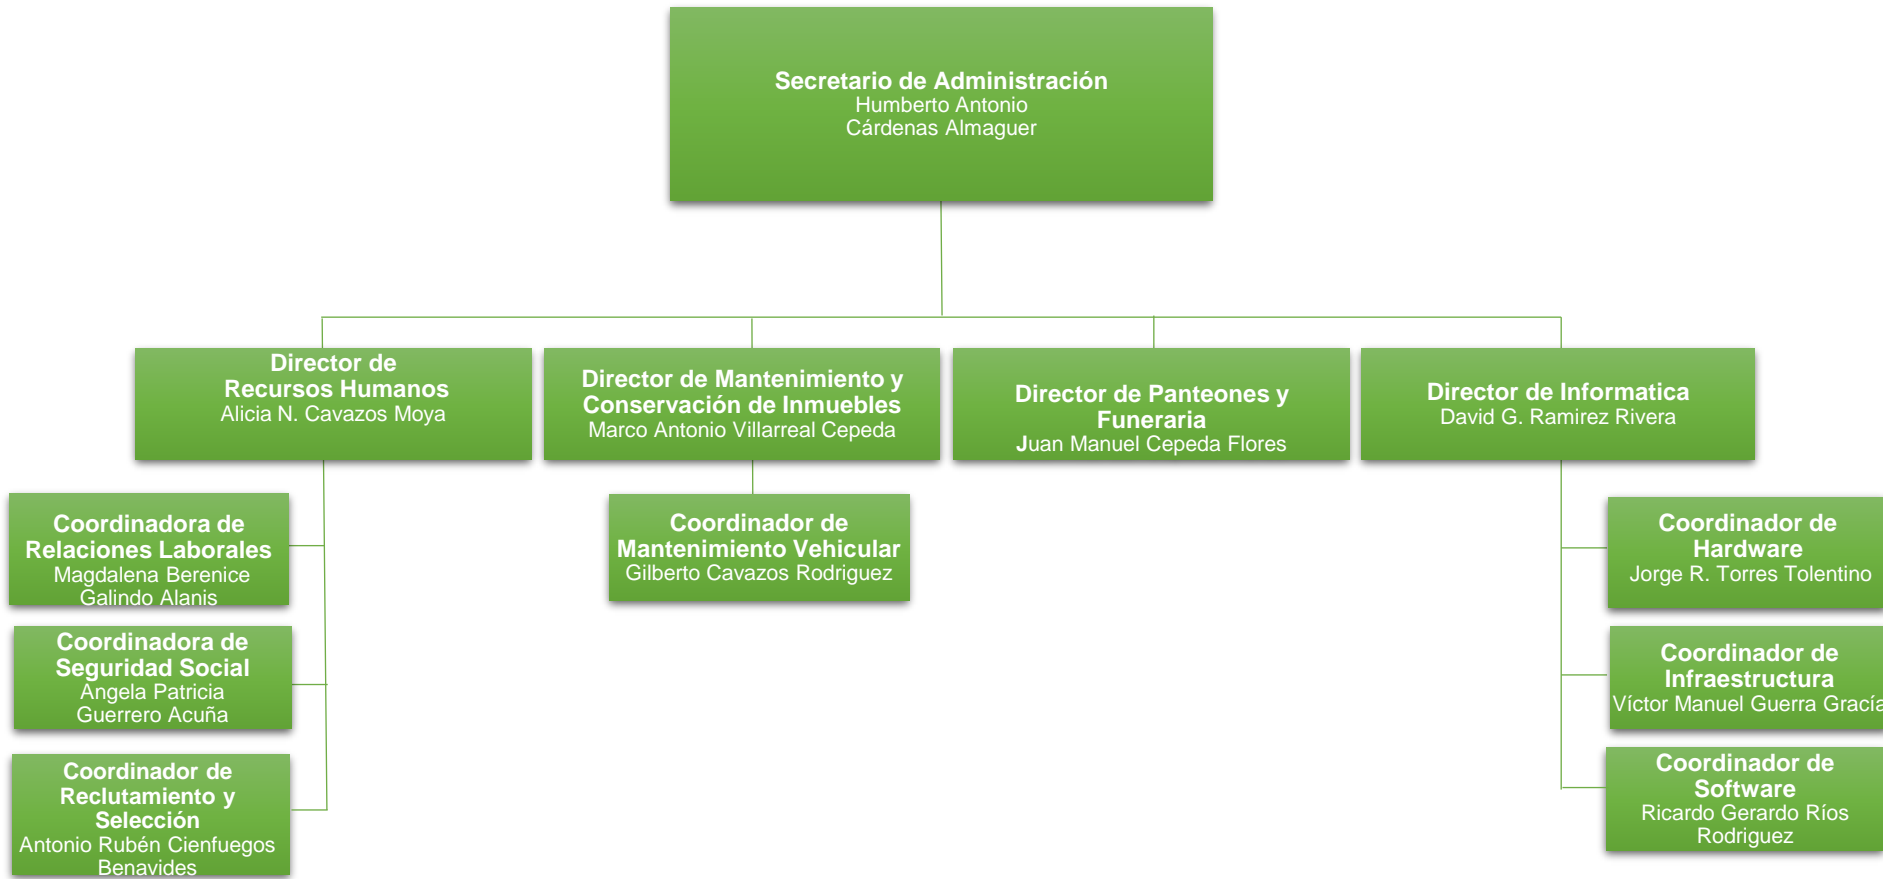 Secretario de Administración
Humberto Antonio
Cárdenas Almaguer
Director de
Recursos Humanos
Alicia N. Cavazos Moya
Director de Mantenimiento y
Conservación de Inmuebles
Marco Antonio Villarreal Cepeda
Director de Panteones y
Funeraria
Juan Manuel Cepeda Flores
Director de Informatica
David G. Ramirez Rivera
Coordinadora de
Relaciones Laborales
Magdalena Berenice
Galindo Alanis
Coordinadora de
Seguridad Social
Angela Patricia
Guerrero Acuña
Coordinador de
Reclutamiento y
Selección
Antonio Rubén Cienfuegos
Benavides
Coordinador de
Mantenimiento Vehicular
Gilberto Cavazos Rodriguez
Coordinador de
Hardware
Jorge R. Torres Tolentino
Coordinador de
Infraestructura
Víctor Manuel Guerra Gracía
Coordinador de
Software
Ricardo Gerardo Ríos
Rodriguez